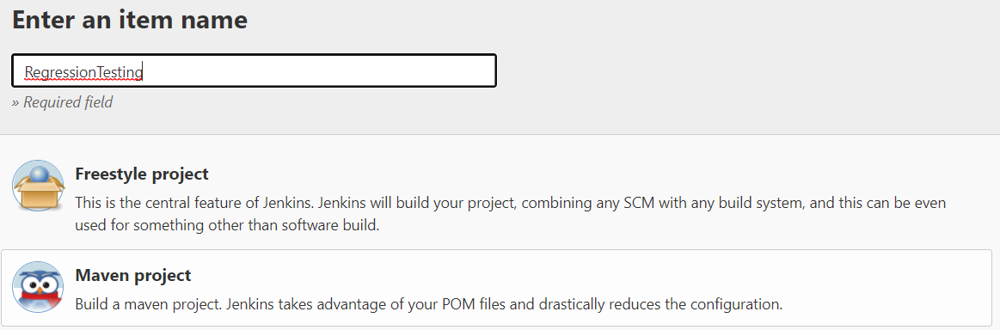 Enter an item name
RegressionTesting
» Required field
Freestyle project
This is the central feature of Jenkins. Jenkins will build your project, combining any SCM with any build system, and this can be even
used for something other than software build.
Maven project
Build a maven project. Jenkins takes advantage of your POM files and drastically reduces the configuration.